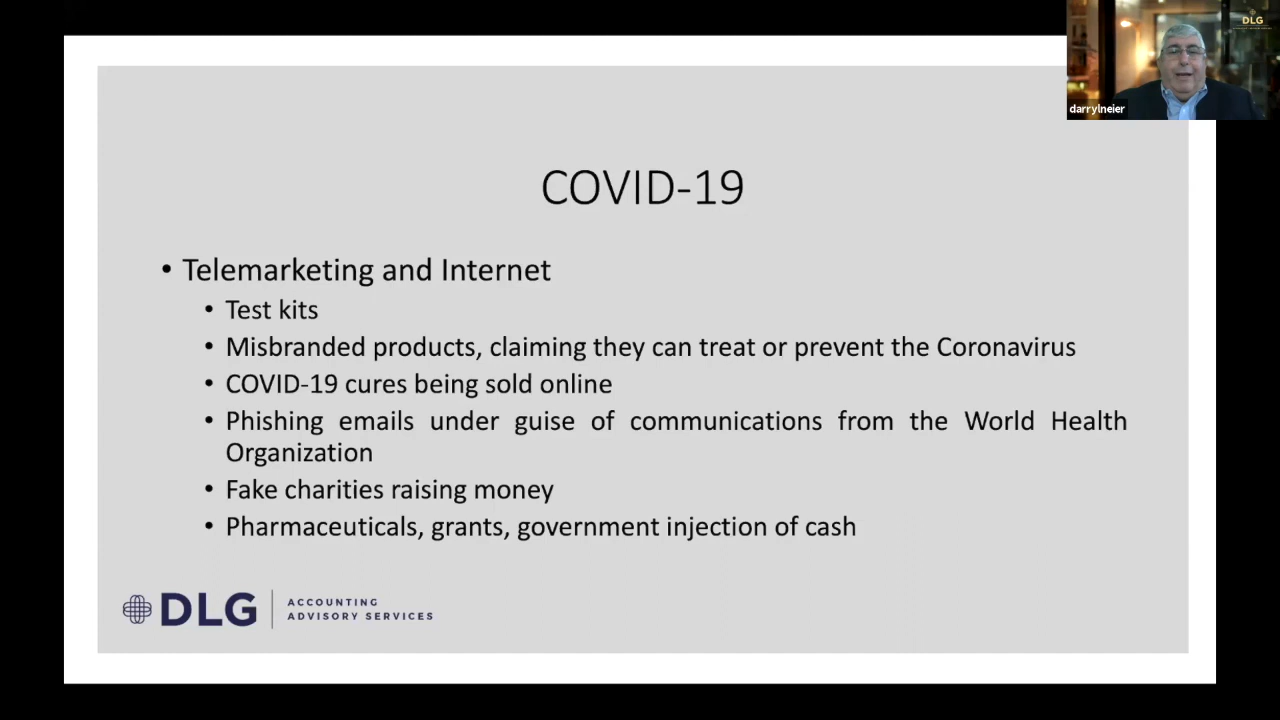 DLG
darrylneier
COVID-19
• Telemarketing and Internet
• Test kits
• Misbranded products, claiming they can treat or prevent the Coronavirus
• COVID-19 cures being sold online
• Phishing emails under guise of communications from the World Health
Organization
• Fake charities raising money
• Pharmaceuticals, grants, government injection of cash
DLG
ACCOUNTING
ADVISORY SERVICES